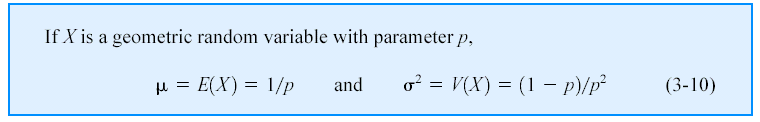 If X is a geometric random variable with parameter p,
μ = E(X) = 1/p and σ² = V(X) = (1 − p)/p² (3-10)